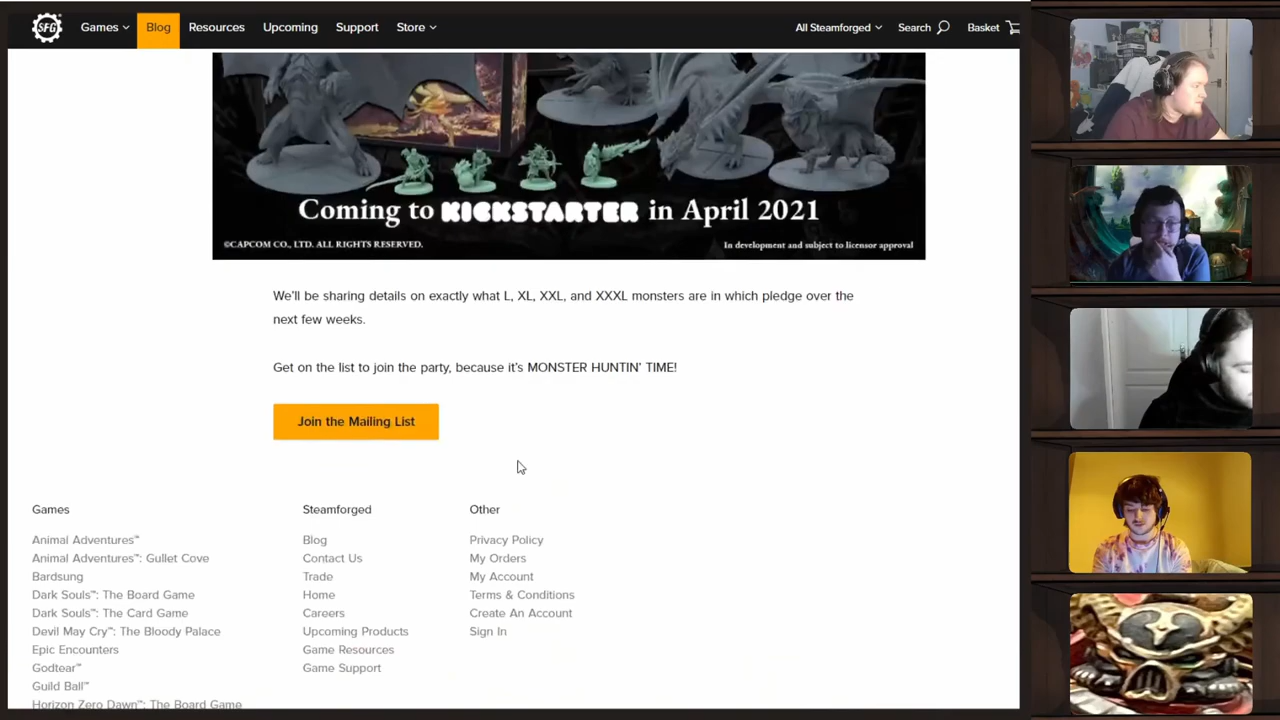 SFG
Games
Blog
Resources
Upcoming
Support
Store
All Steamforged
Search
Basket
Coming to KICKSTARTER in April 2021
©CAPCOM CO., LTD. ALL RIGHTS RESERVED.
In development and subject to licensor approval
We'll be sharing details on exactly what L, XL, XXL, and XXXL monsters are in which pledge over the
next few weeks.
Get on the list to join the party, because it's MONSTER HUNTIN' TIME!
Join the Mailing List
Games
Animal Adventures™
Animal Adventures™: Gullet Cove
Bardsung
Dark Souls™: The Board Game
Dark Souls™: The Card Game
Devil May Cry™: The Bloody Palace
Epic Encounters
Godtear™
Guild Ball™
Horizon Zero Dawn™: The Board Game
Steamforged
Blog
Contact Us
Trade
Home
Careers
Upcoming Products
Game Resources
Game Support
Other
Privacy Policy
My Orders
My Account
Terms & Conditions
Create An Account
Sign In